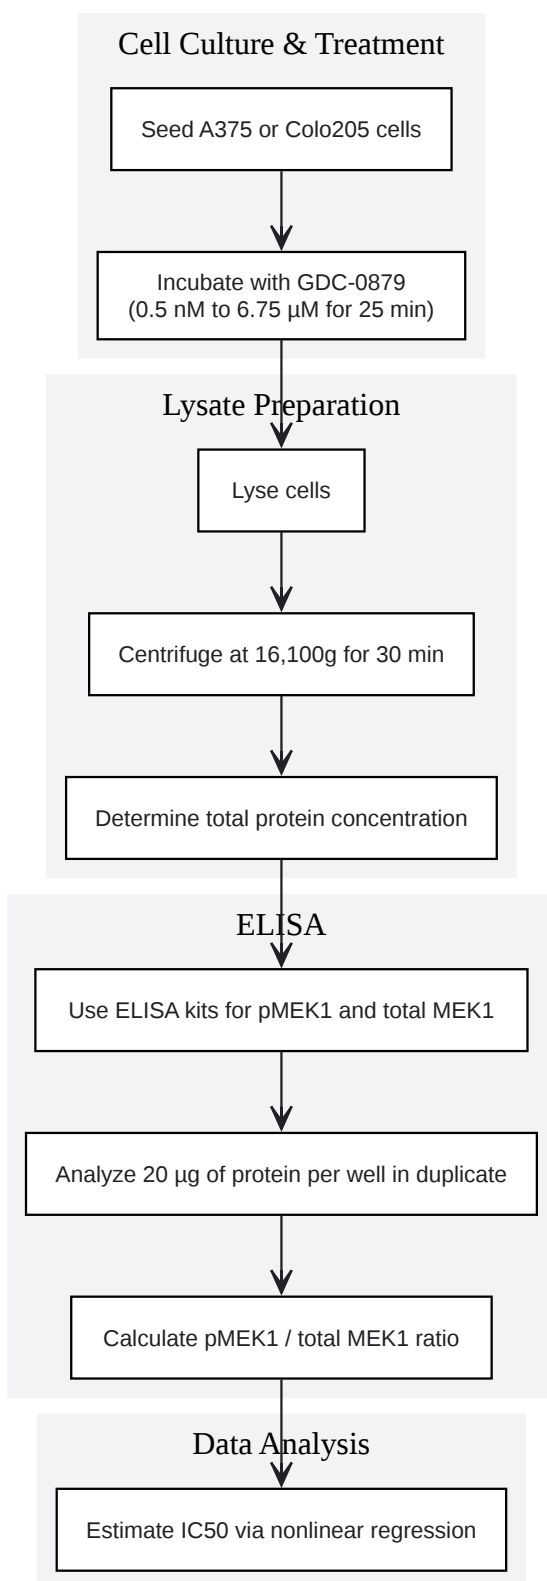 Cell Culture & Treatment
Seed A375 or Colo205 cells
Incubate with GDC-0879
(0.5 nM to 6.75 µM for 25 min)
Lysate Preparation
Lyse cells
Centrifuge at 16,100g for 30 min
Determine total protein concentration
ELISA
Use ELISA kits for pMEK1 and total MEK1
Analyze 20 µg of protein per well in duplicate
Calculate pMEK1 / total MEK1 ratio
Data Analysis
Estimate IC50 via nonlinear regression